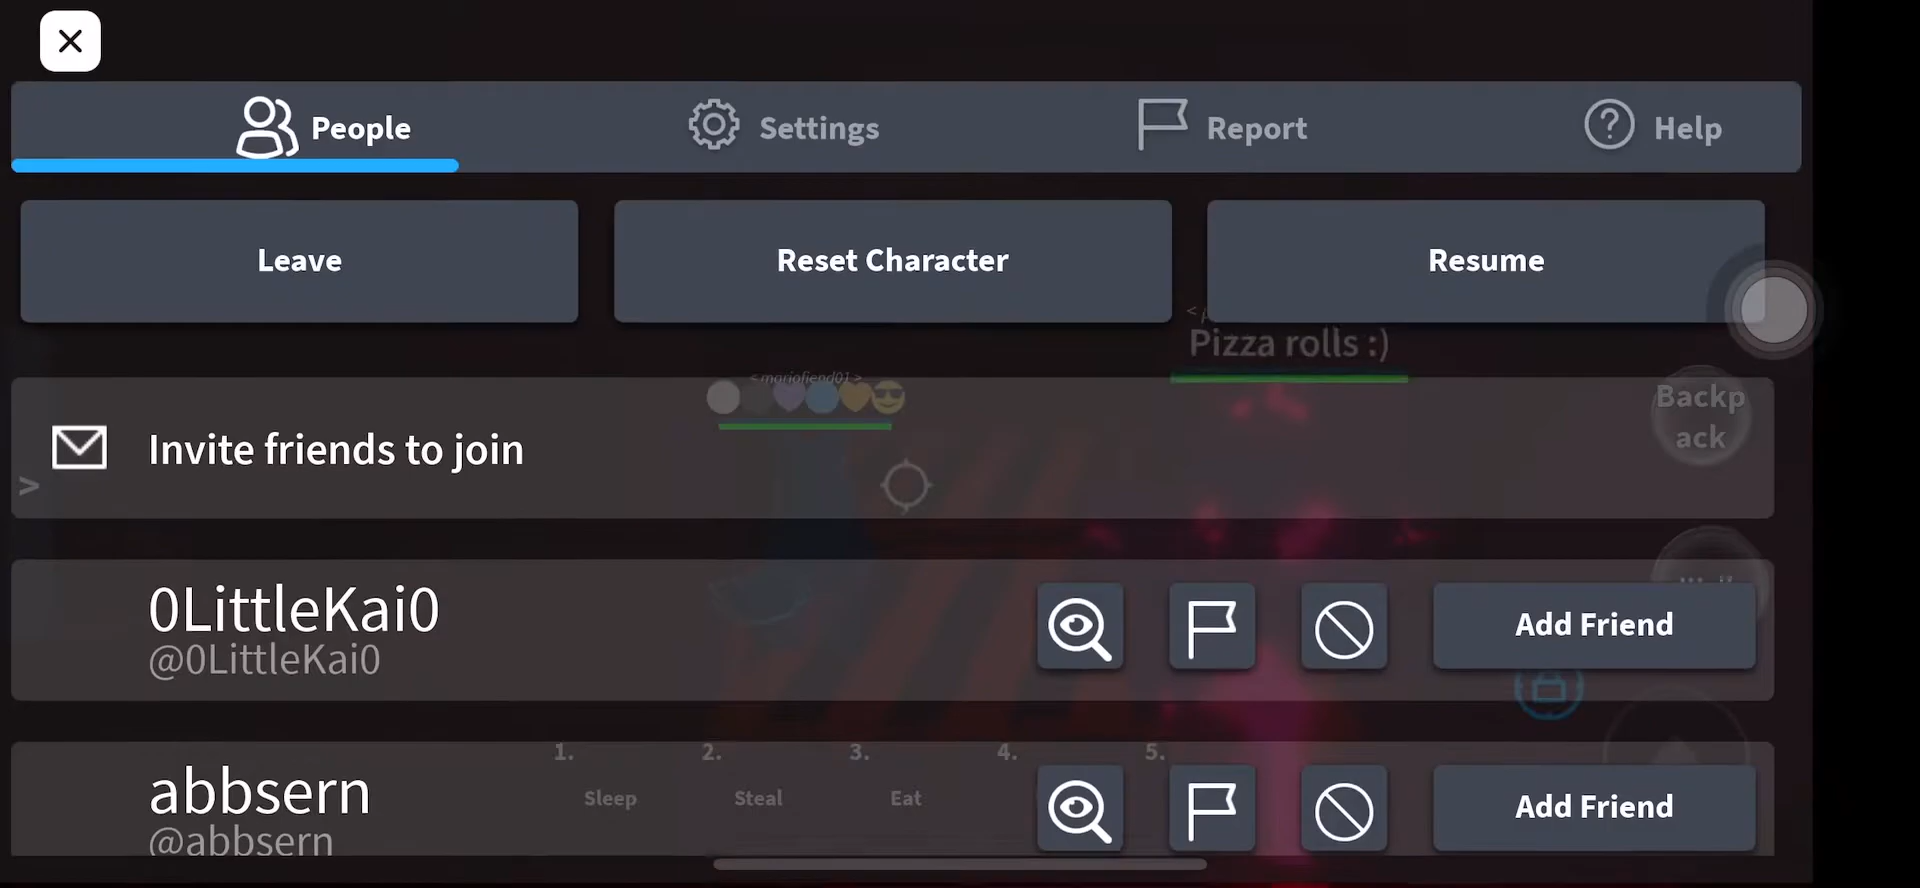 People
Settings
Report
Help
Leave
Reset Character
Resume
Pizza rolls :)
< mariofiend01 >
Backp
ack
Invite friends to join
>
0LittleKai0
@0LittleKai0
Add Friend
1.
2.
3.
4.
5.
Sleep
Steal
Eat
abbsern
@abbsern
Add Friend